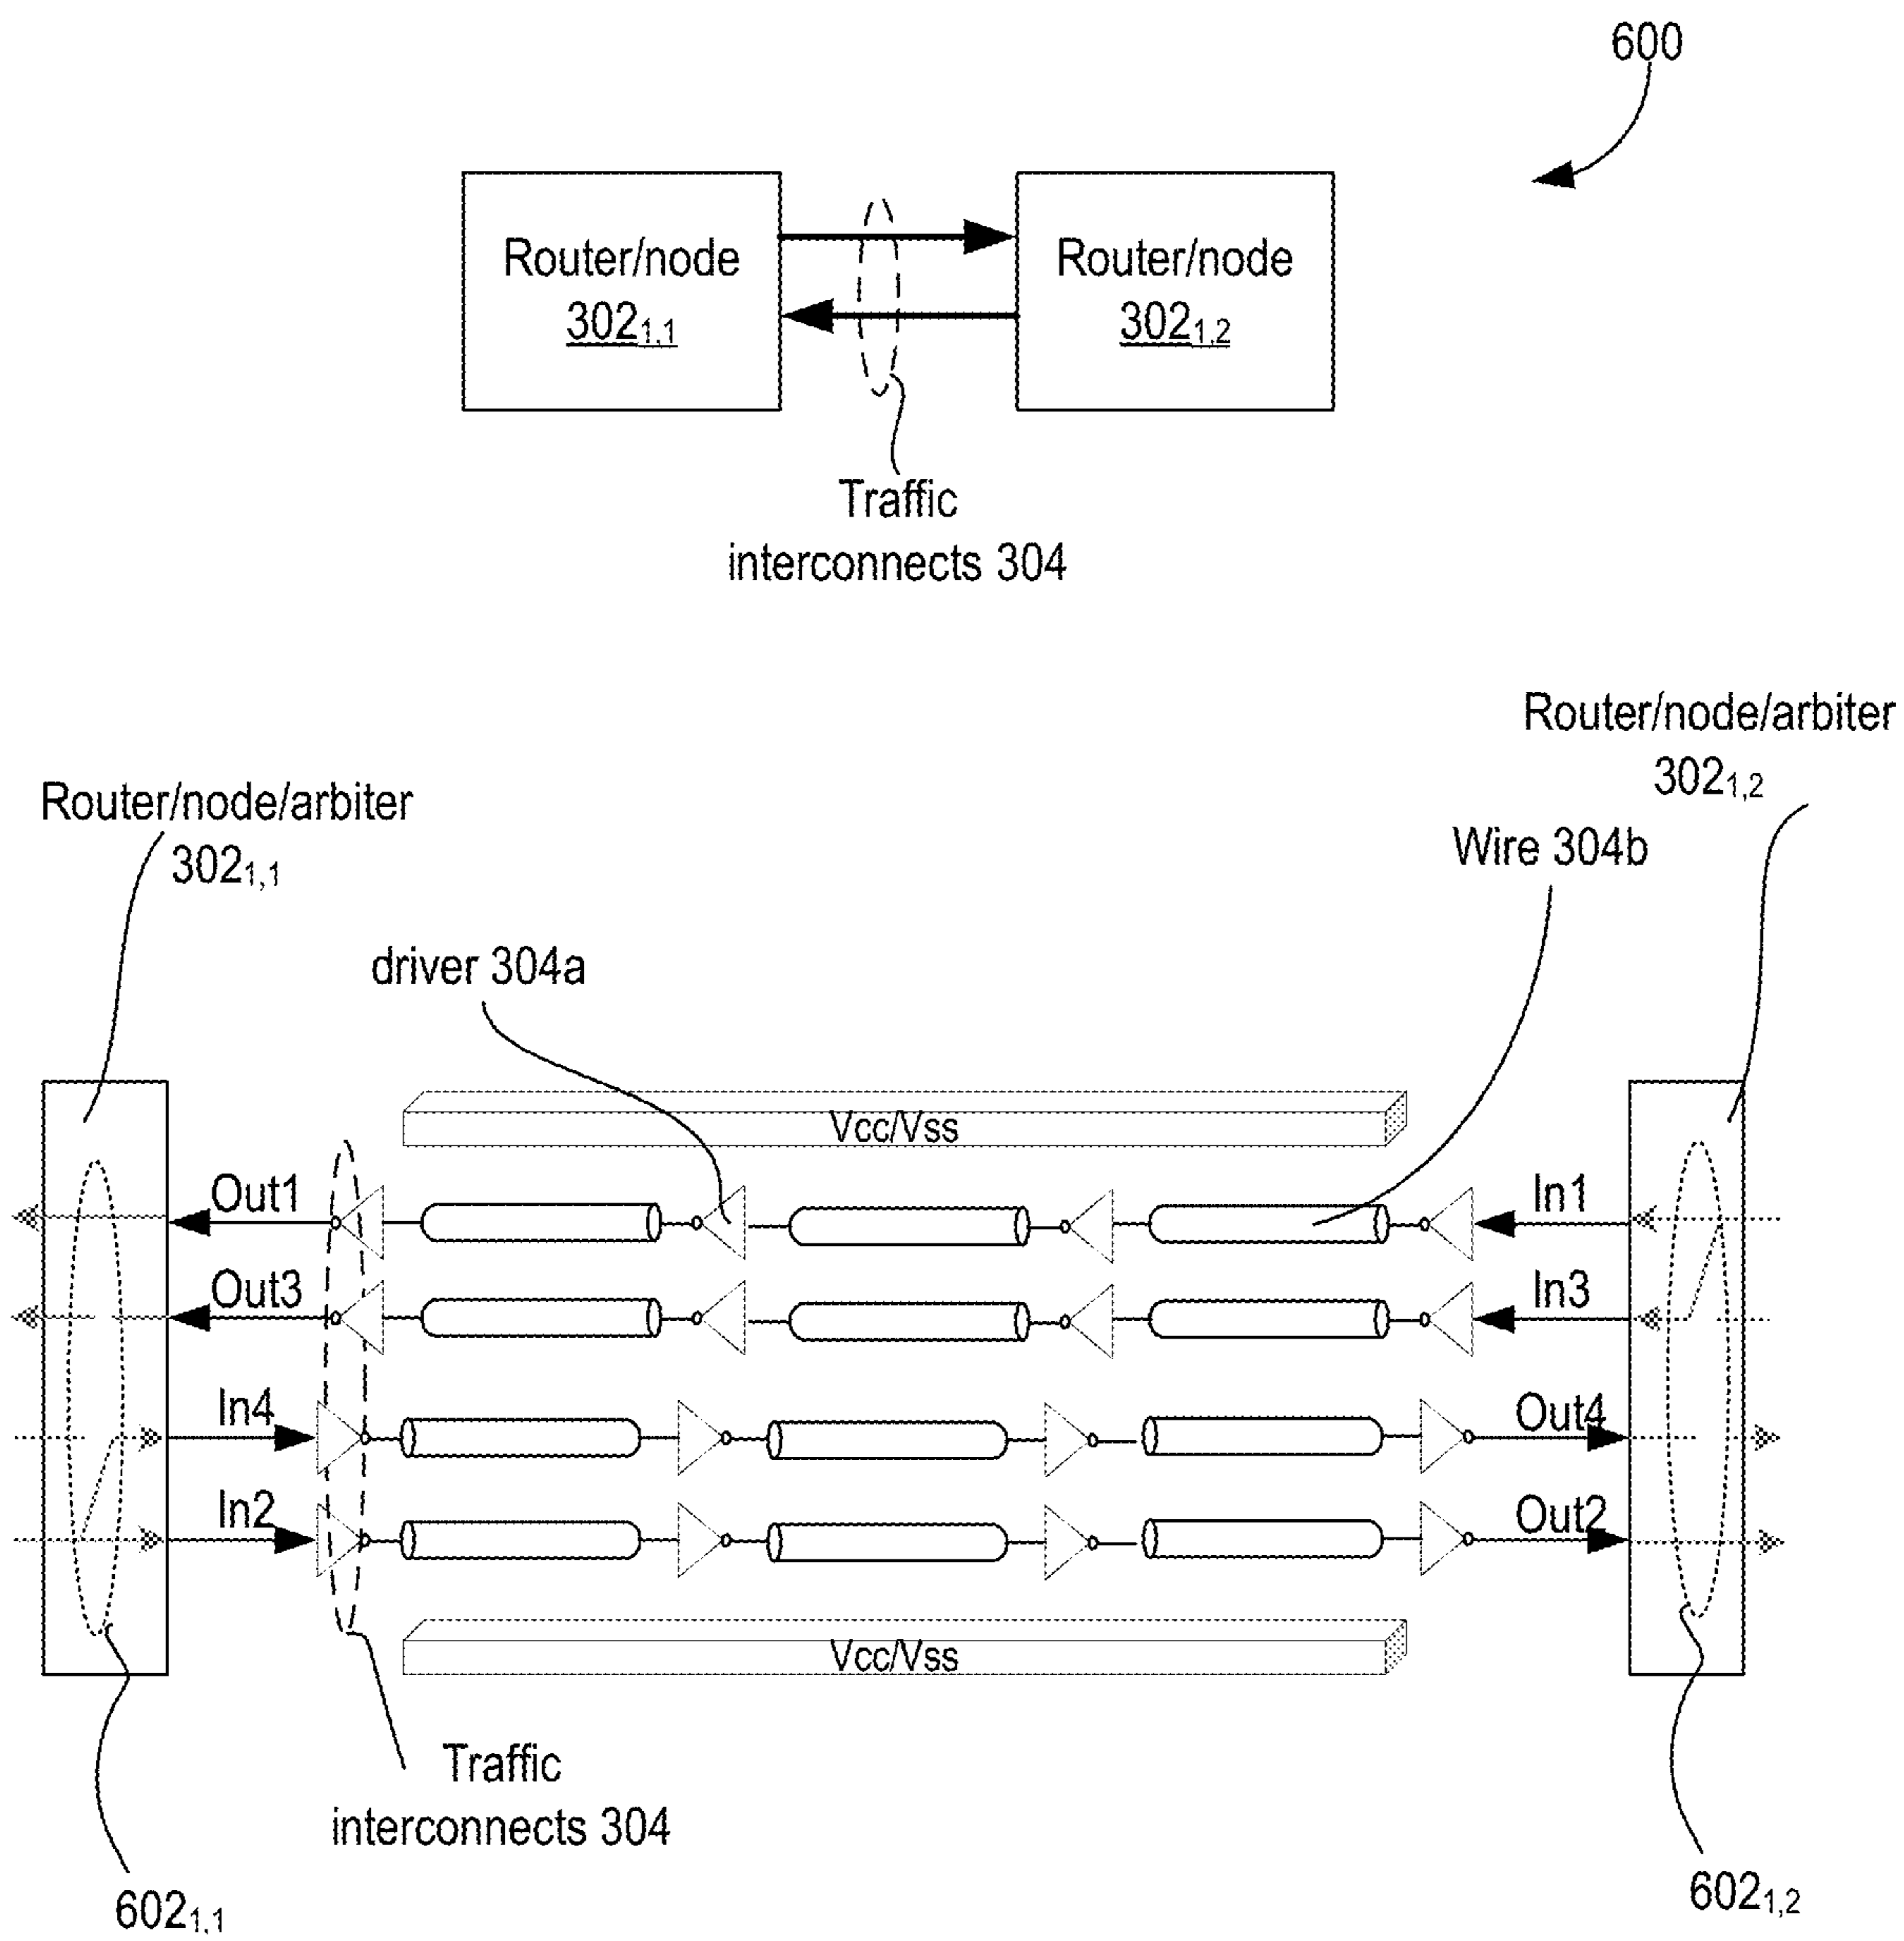 600
Router/node
302₁,₁
Router/node
302₁,₂
Traffic
interconnects 304
Router/node/arbiter
302₁,₂
Router/node/arbiter
302₁,₁
Wire 304b
driver 304a
Vcc/Vss
Out1
In1
Out3
In3
In4
Out4
In2
Out2
Vcc/Vss
Traffic
interconnects 304
602₁,₁
602₁,₂